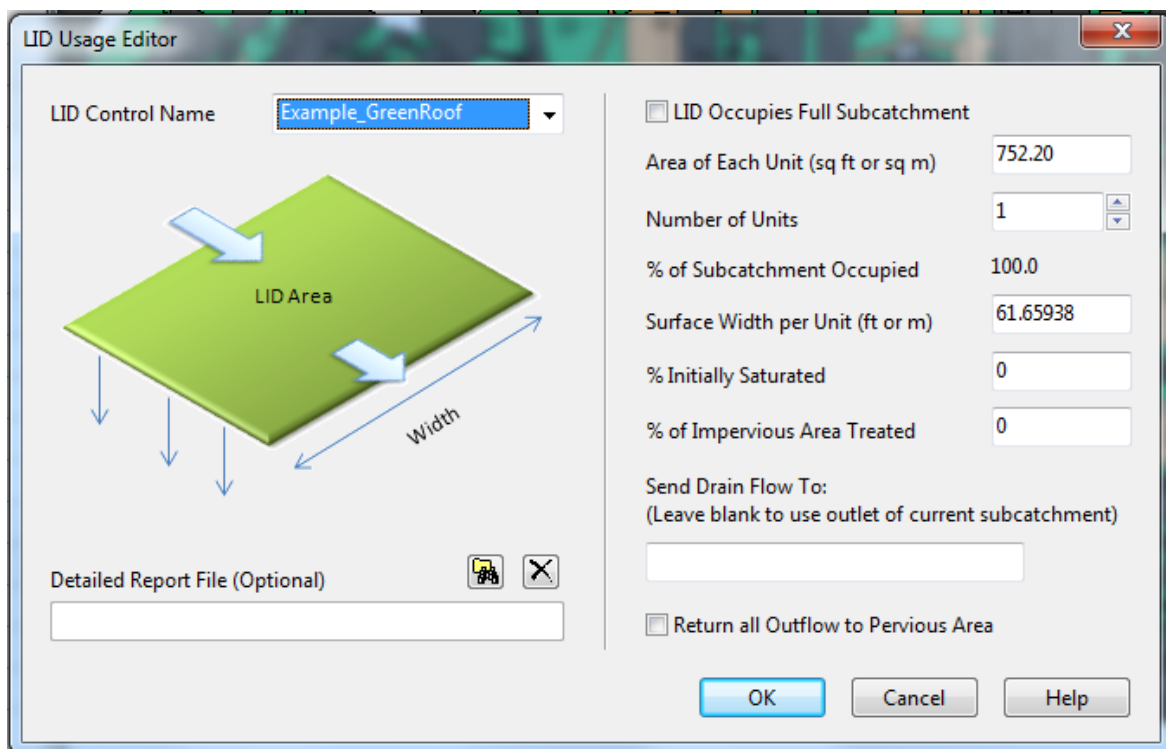 LID Usage Editor
LID Control Name
Example_GreenRoof
LID Area
Width
Detailed Report File (Optional)
LID Occupies Full Subcatchment
Area of Each Unit (sq ft or sq m)
752.20
Number of Units
1
% of Subcatchment Occupied
100.0
Surface Width per Unit (ft or m)
61.65938
% Initially Saturated
0
% of Impervious Area Treated
0
Send Drain Flow To:
(Leave blank to use outlet of current subcatchment)
Return all Outflow to Pervious Area
OK
Cancel
Help